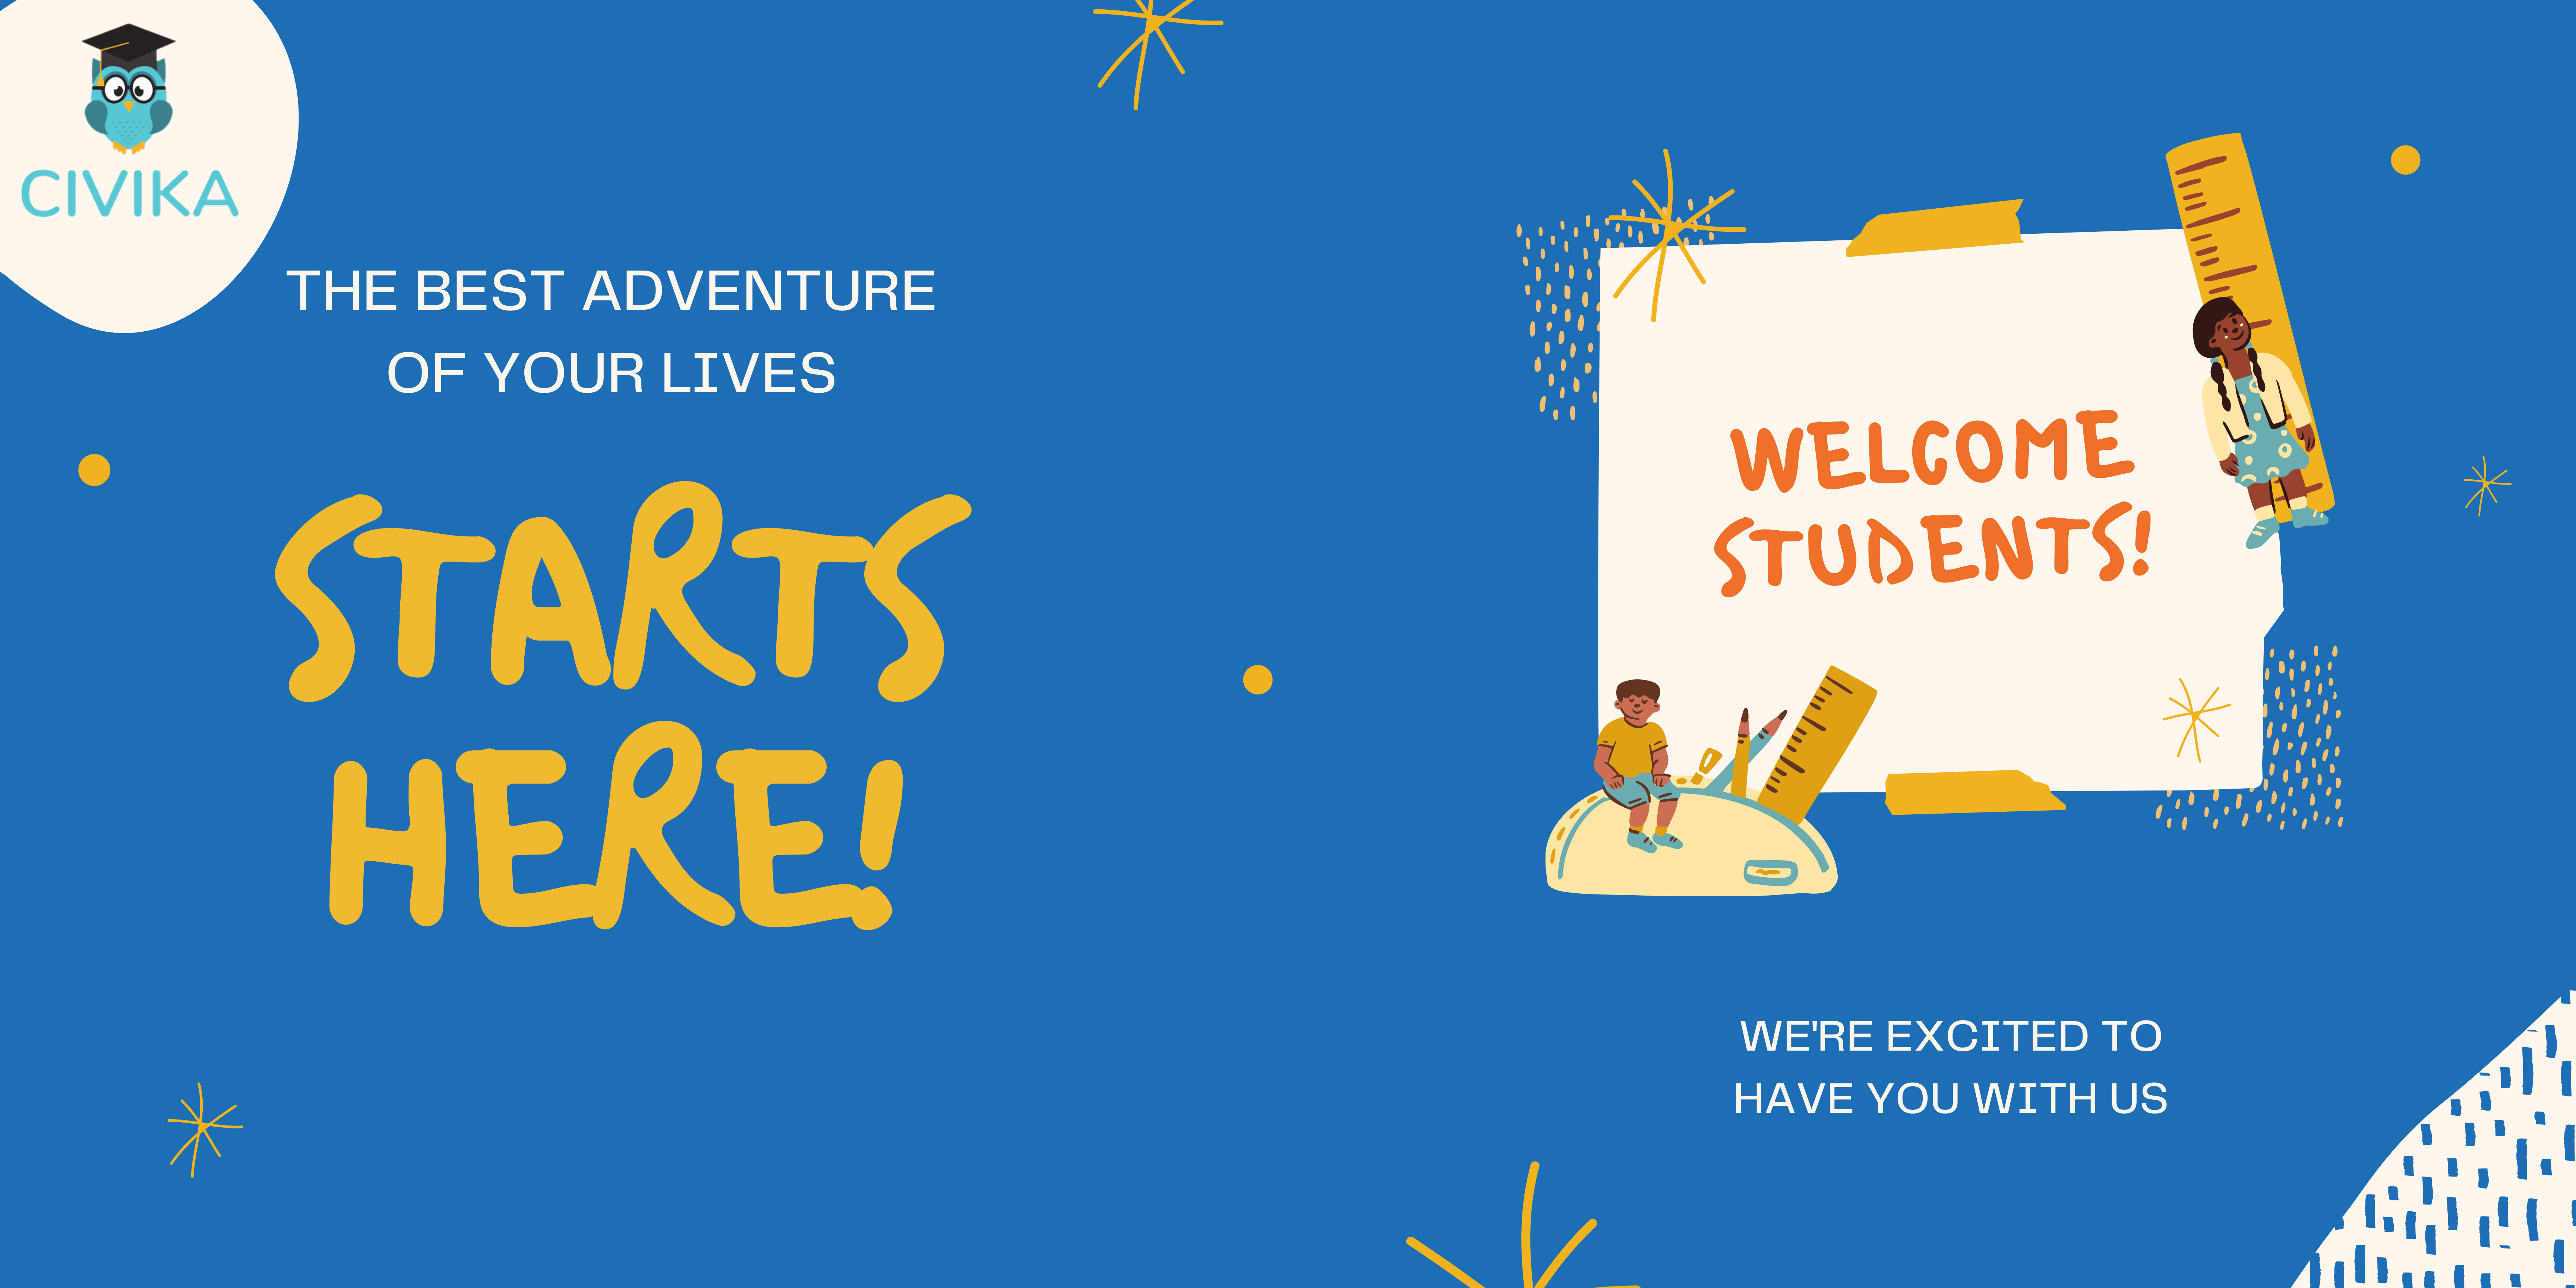 CIVIKA
THE BEST ADVENTURE
OF YOUR LIVES
STARTS
HERE!
WELCOME
STUDENTS!
WE'RE EXCITED TO
HAVE YOU WITH US